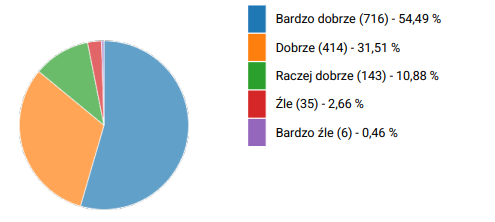 Bardzo dobrze (716) - 54,49 %
Dobrze (414) - 31,51 %
Raczej dobrze (143) - 10,88 %
Źle (35) - 2,66 %
Bardzo źle (6) - 0,46 %